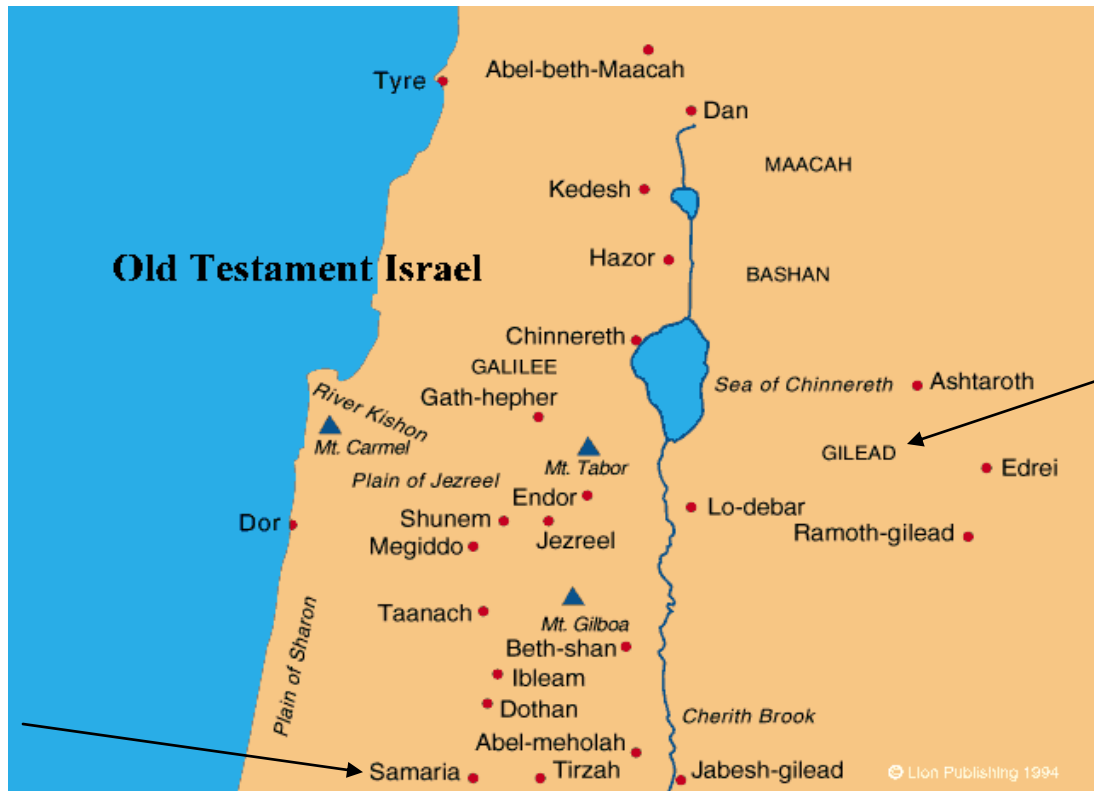 Abel-beth-Maacah
Tyre
Dan
MAACAH
Kedesh
Old Testament Israel
Hazor
BASHAN
Chinnereth
GALILEE
Sea of Chinnereth
Ashtaroth
River Kishon
Gath-hepher
Mt. Carmel
Mt. Tabor
GILEAD
Edrei
Plain of Jezreel
Endor
Lo-debar
Dor
Shunem
Jezreel
Ramoth-gilead
Megiddo
Taanach
Mt. Gilboa
Plain of Sharon
Beth-shan
Ibleam
Dothan
Cherith Brook
Abel-meholah
Samaria
Tirzah
Jabesh-gilead
© Lion Publishing 1994